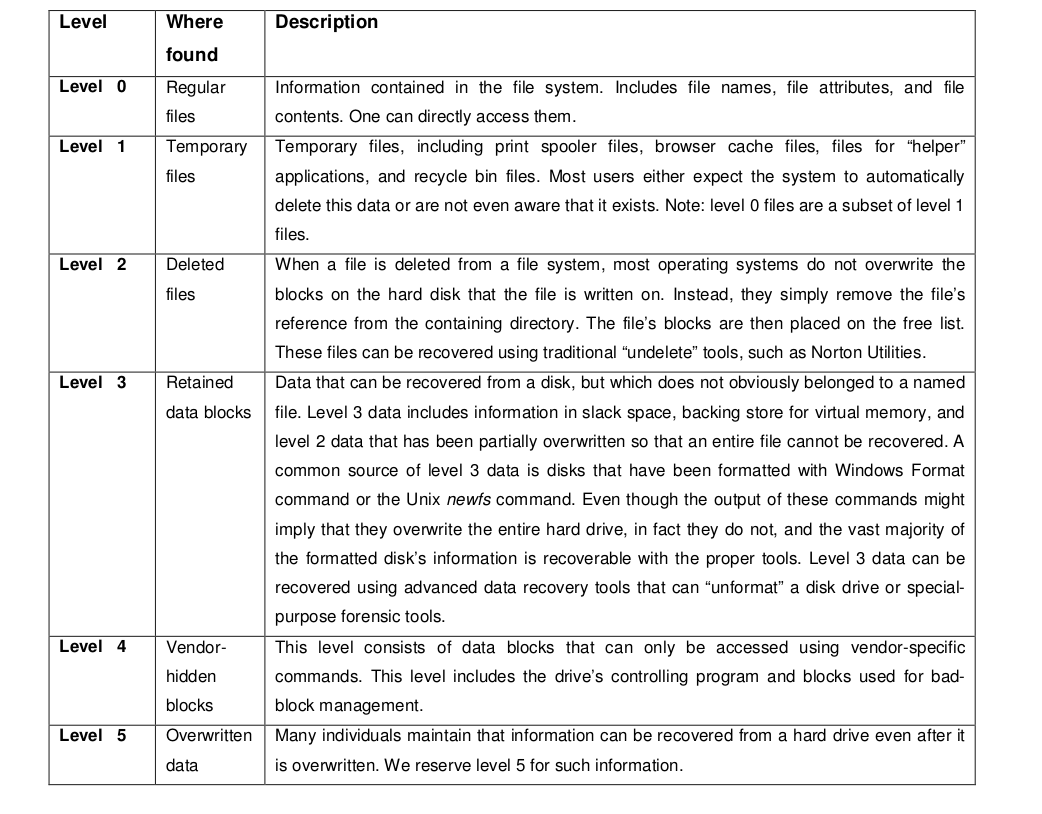 Level Where Description
found
Level 0 Regular Information contained in the file system. Includes file names, file attributes, and file
files contents. One can directly access them.
Level 1 Temporary Temporary files, including print spooler files, browser cache files, files for “helper”
files applications, and recycle bin files. Most users either expect the system to automatically
delete this data or are not even aware that it exists. Note: level 0 files are a subset of level 1
files.
Level 2 Deleted When a file is deleted from a file system, most operating systems do not overwrite the
files blocks on the hard disk that the file is written on. Instead, they simply remove the file’s
reference from the containing directory. The file’s blocks are then placed on the free list.
These files can be recovered using traditional “undelete” tools, such as Norton Utilities.
Level 3 Retained Data that can be recovered from a disk, but which does not obviously belonged to a named
data blocks file. Level 3 data includes information in slack space, backing store for virtual memory, and
level 2 data that has been partially overwritten so that an entire file cannot be recovered. A
common source of level 3 data is disks that have been formatted with Windows Format
command or the Unix newfs command. Even though the output of these commands might
imply that they overwrite the entire hard drive, in fact they do not, and the vast majority of
the formatted disk’s information is recoverable with the proper tools. Level 3 data can be
recovered using advanced data recovery tools that can “unformat” a disk drive or special-
purpose forensic tools.
Level 4 Vendor- This level consists of data blocks that can only be accessed using vendor-specific
hidden commands. This level includes the drive’s controlling program and blocks used for bad-
blocks block management.
Level 5 Overwritten Many individuals maintain that information can be recovered from a hard drive even after it
data is overwritten. We reserve level 5 for such information.